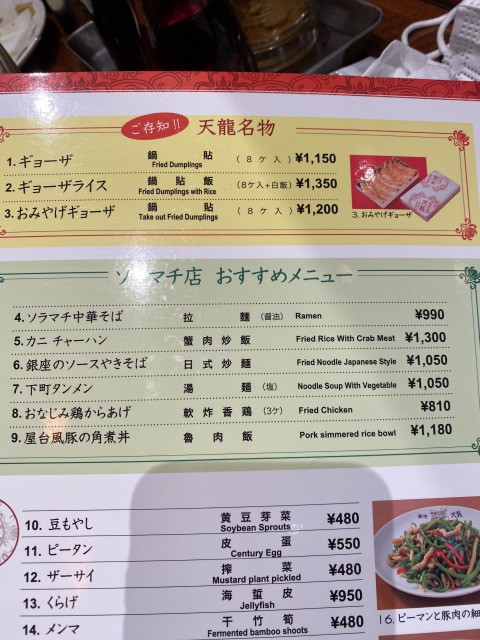 ご存知!! 天龍名物
1. ギョーザ 鍋貼 Fried Dumplings (8ケ入) ¥1,150
2. ギョーザライス 鍋貼飯 Fried Dumplings with Rice (8ケ入+白飯) ¥1,350
3. おみやげギョーザ 鍋貼 Take out Fried Dumplings (8ケ入) ¥1,200
3. おみやげギョーザ
ソラマチ店 おすすめメニュー
4. ソラマチ中華そば 拉麵 (醤油) Ramen ¥990
5. カニ チャーハン 蟹肉炒飯 Fried Rice With Crab Meat ¥1,300
6. 銀座のソースやきそば 日式炒麵 Fried Noodle Japanese Style ¥1,050
7. 下町タンメン 湯麵 (塩) Noodle Soup With Vegetable ¥1,050
8. おなじみ鶏からあげ 軟炸香鶏 (3ケ) Fried Chicken ¥810
9. 屋台風豚の角煮丼 魯肉飯 Pork simmered rice bowl ¥1,180
10. 豆もやし 黄豆芽菜 Soybean Sprouts ¥480
11. ピータン 皮蛋 Century Egg ¥550
12. ザーサイ 搾菜 Mustard plant pickled ¥480
13. くらげ 海蜇皮 Jellyfish ¥950
14. メンマ 干竹筍 Fermented bamboo shoots ¥480
16. ピーマンと豚肉の細